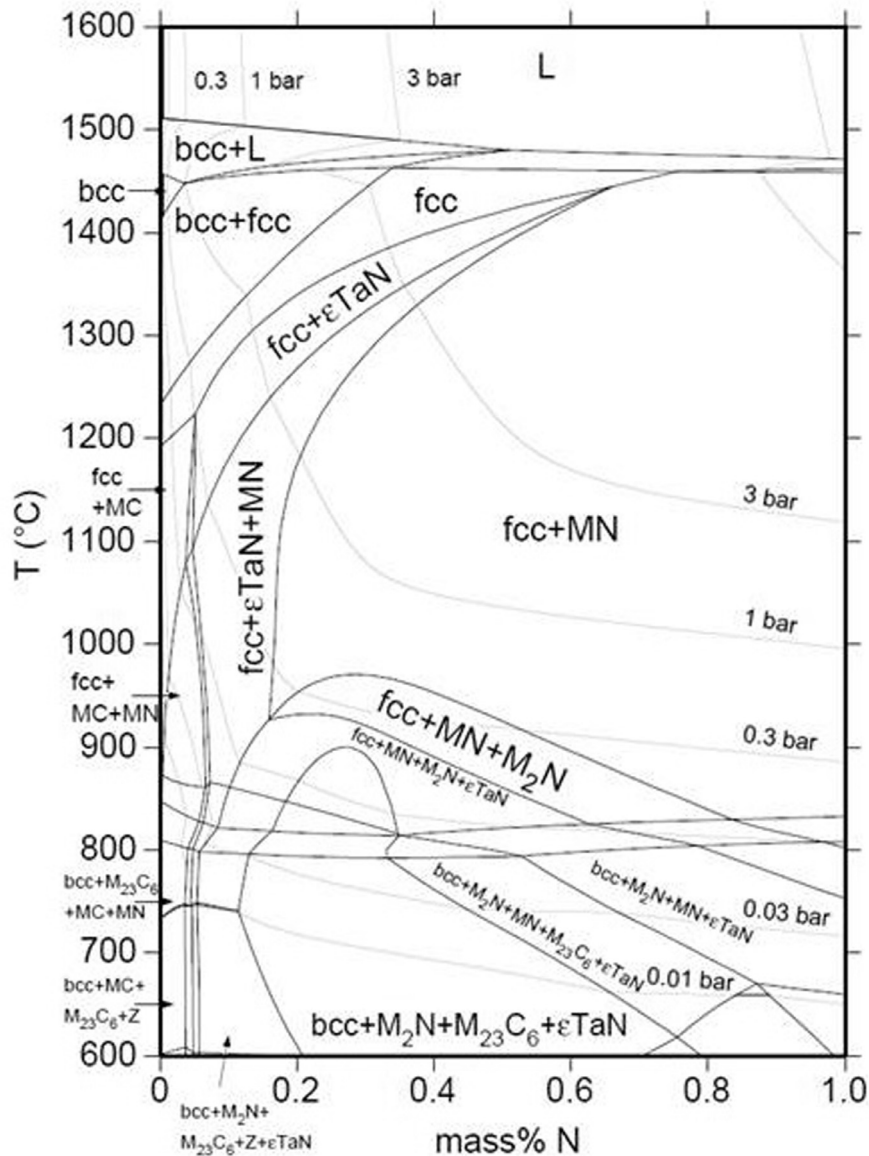 1600
0.3
1 bar
3 bar
L
1500
bcc+L
bcc
1400
bcc+fcc
fcc
1300
fcc+εTaN
1200
fcc
+MC
fcc+εTaN+MN
fcc+MN
3 bar
1100
T (°C)
1 bar
1000
fcc+
MC+MN
0.3 bar
900
fcc+MN+M₂N
fcc+MN+M₂N+εTaN
800
bcc+M₂₃C₆
+MC+MN
bcc+M₂N+MN+εTaN
0.03 bar
700
bcc+M₂N+MN+M₂₃C₆+εTaN
0.01 bar
bcc+MC+
M₂₃C₆+Z
bcc+M₂N+M₂₃C₆+εTaN
600
0
0.2
0.4
0.6
0.8
1.0
bcc+M₂N+
M₂₃C₆+Z+εTaN
mass% N